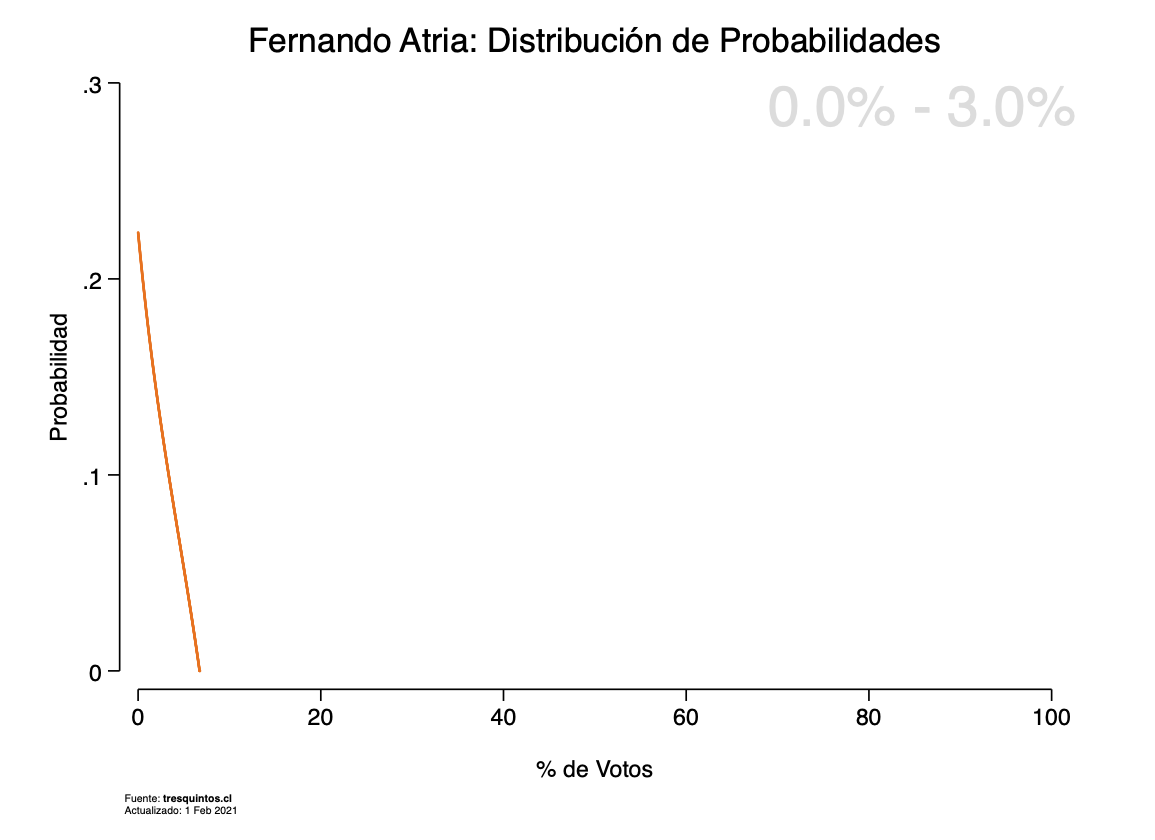 Fernando Atria: Distribución de Probabilidades
0.0% - 3.0%
.3
.2
.1
0
Probabilidad
0
20
40
60
80
100
% de Votos
Fuente: tresquintos.cl
Actualizado: 1 Feb 2021